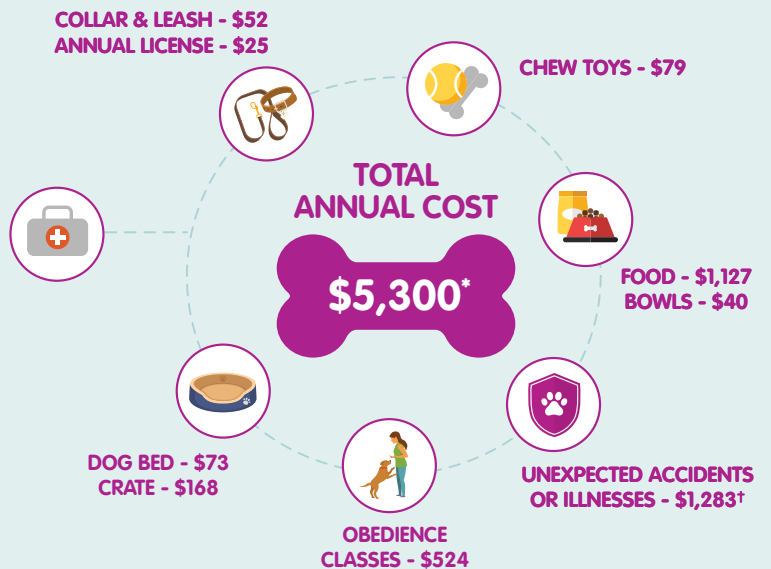 COLLAR & LEASH - $52
ANNUAL LICENSE - $25
CHEW TOYS - $79
TOTAL
ANNUAL COST
$5,300*
FOOD - $1,127
BOWLS - $40
DOG BED - $73
CRATE - $168
UNEXPECTED ACCIDENTS
OR ILLNESSES - $1,283†
OBEDIENCE
CLASSES - $524